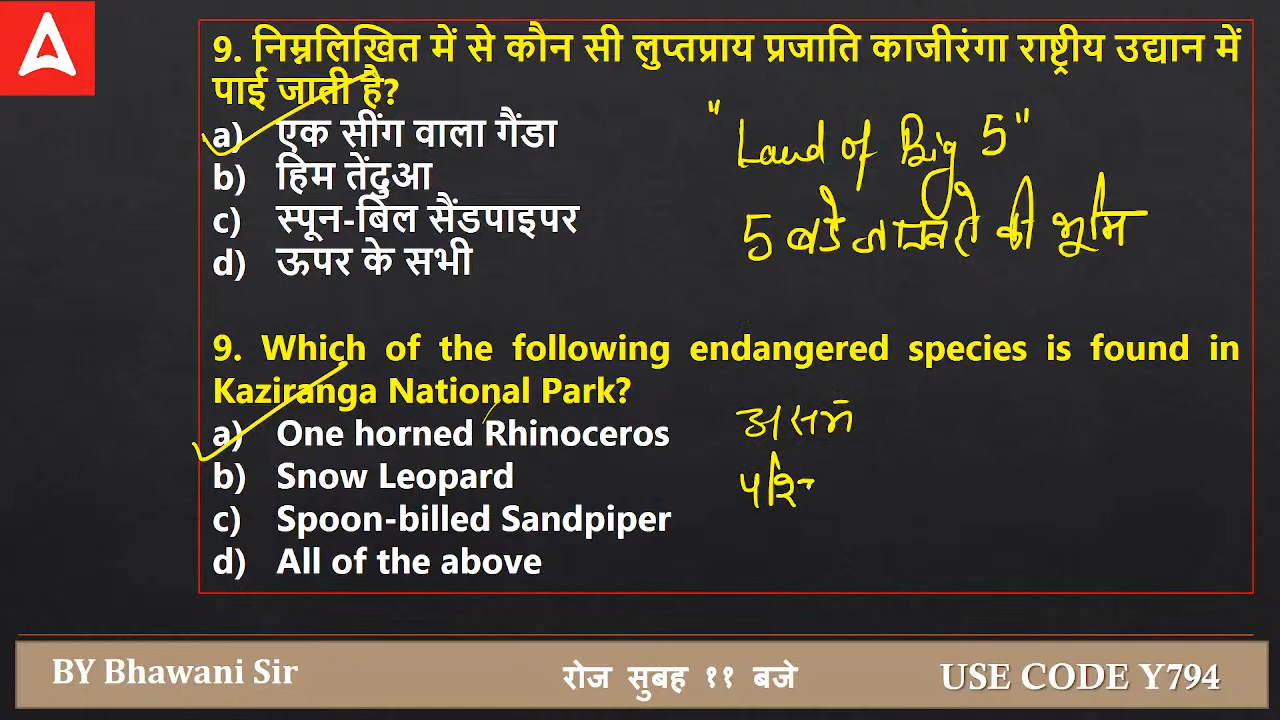 9. निम्नलिखित में से कौन सी लुप्तप्राय प्रजाति काजीरंगा राष्ट्रीय उद्यान में
पाई जाती है?
a) एक सींग वाला गैंडा
b) हिम तेंदुआ
c) स्पून-बिल सैंडपाइपर
d) ऊपर के सभी
"Land of Big 5"
5 बडे जानवरो की भूमि
9. Which of the following endangered species is found in
Kaziranga National Park?
a) One horned Rhinoceros
b) Snow Leopard
c) Spoon-billed Sandpiper
d) All of the above
असम
BY Bhawani Sir
रोज सुबह ११ बजे
USE CODE Y794